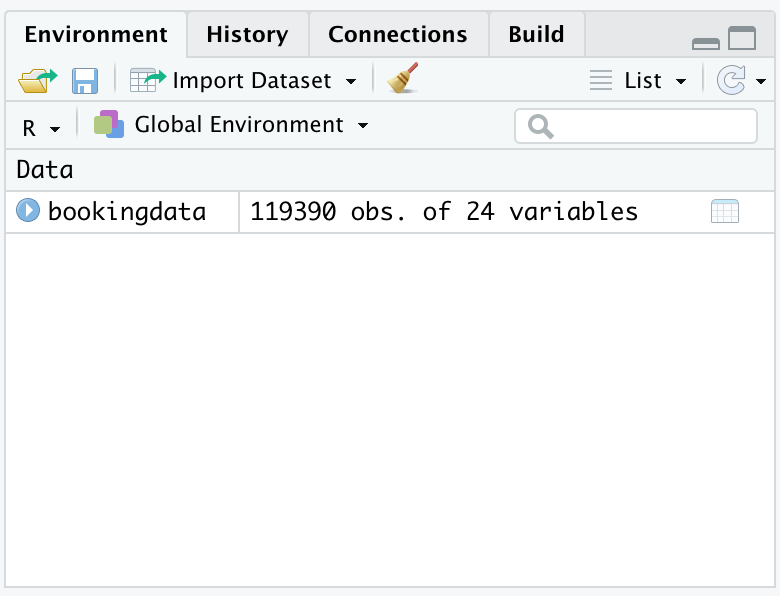 Environment History Connections Build
Import Dataset List
R Global Environment
Data
bookingdata 119390 obs. of 24 variables